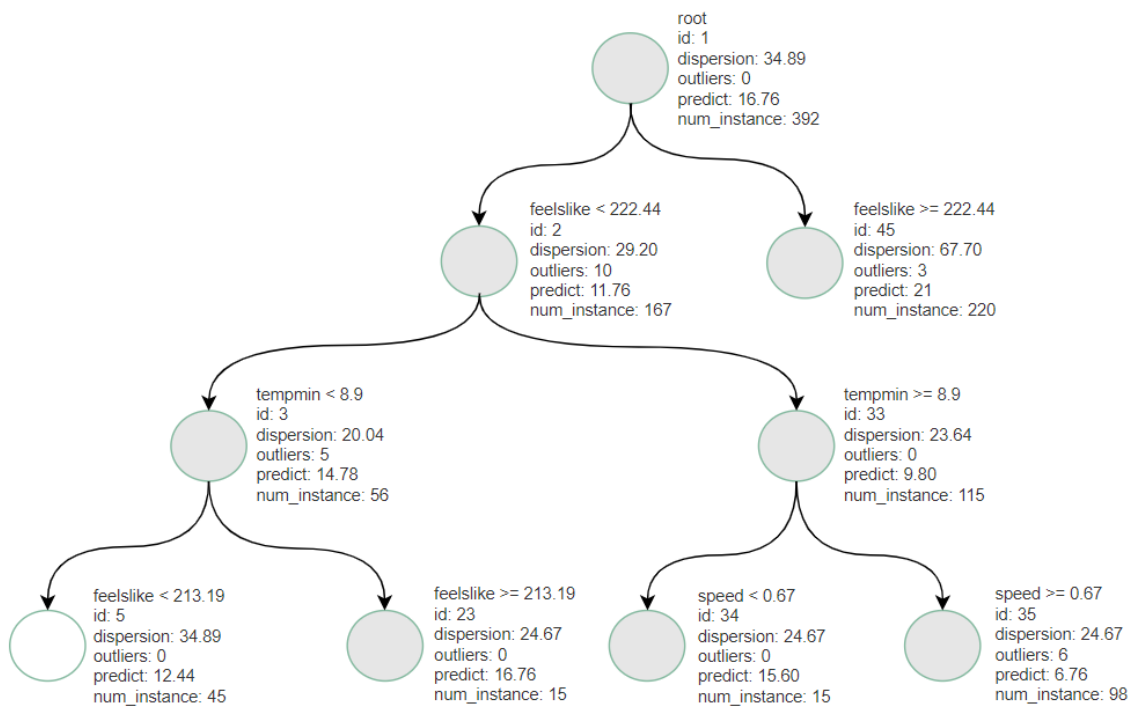 root
id: 1
dispersion: 34.89
outliers: 0
predict: 16.76
num_instance: 392
feelslike < 222.44
id: 2
dispersion: 29.20
outliers: 10
predict: 11.76
num_instance: 167
feelslike >= 222.44
id: 45
dispersion: 67.70
outliers: 3
predict: 21
num_instance: 220
tempmin < 8.9
id: 3
dispersion: 20.04
outliers: 5
predict: 14.78
num_instance: 56
tempmin >= 8.9
id: 33
dispersion: 23.64
outliers: 0
predict: 9.80
num_instance: 115
feelslike < 213.19
id: 5
dispersion: 34.89
outliers: 0
predict: 12.44
num_instance: 45
feelslike >= 213.19
id: 23
dispersion: 24.67
outliers: 0
predict: 16.76
num_instance: 15
speed < 0.67
id: 34
dispersion: 24.67
outliers: 0
predict: 15.60
num_instance: 15
speed >= 0.67
id: 35
dispersion: 24.67
outliers: 6
predict: 6.76
num_instance: 98